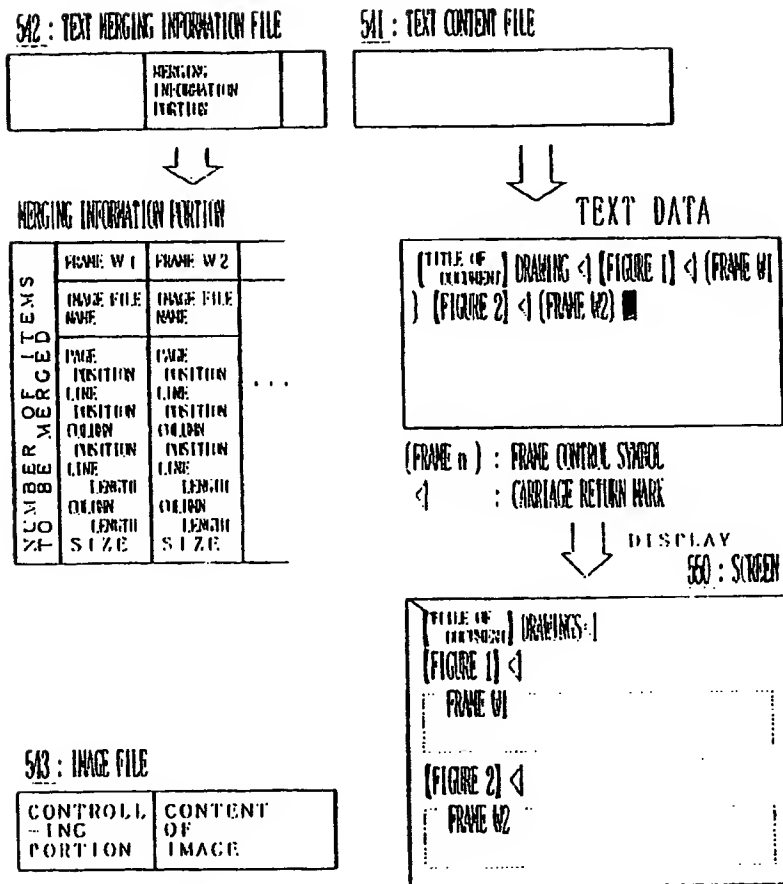 542 : TEXT MERGING INFORMATION FILE
MERGING
INFORMATION
PORTION
541 : TEXT CONTENT FILE
MERGING INFORMATION PORTION
NUMBER OF ITEMS
TO BE MERGED
FRAME W 1
IMAGE FILE
NAME
PAGE
POSITION
LINE
POSITION
COLUMN
POSITION
LINE
LENGTH
COLUMN
LENGTH
SIZE
FRAME W 2
IMAGE FILE
NAME
PAGE
POSITION
LINE
POSITION
COLUMN
POSITION
LINE
LENGTH
COLUMN
LENGTH
SIZE
...
TEXT DATA
[TITLE OF DOCUMENT] DRAWING <] [FIGURE 1] <] (FRAME W1
) [FIGURE 2] <] (FRAME W2)
(FRAME n ) : FRAME CONTROL SYMBOL
<] : CARRIAGE RETURN MARK
DISPLAY
550 : SCREEN
[TITLE OF DOCUMENT] DRAWINGS<]
[FIGURE 1] <]
FRAME W1
[FIGURE 2] <]
FRAME W2
543 : IMAGE FILE
CONTROLL
-ING
PORTION
CONTENT
OF
IMAGE